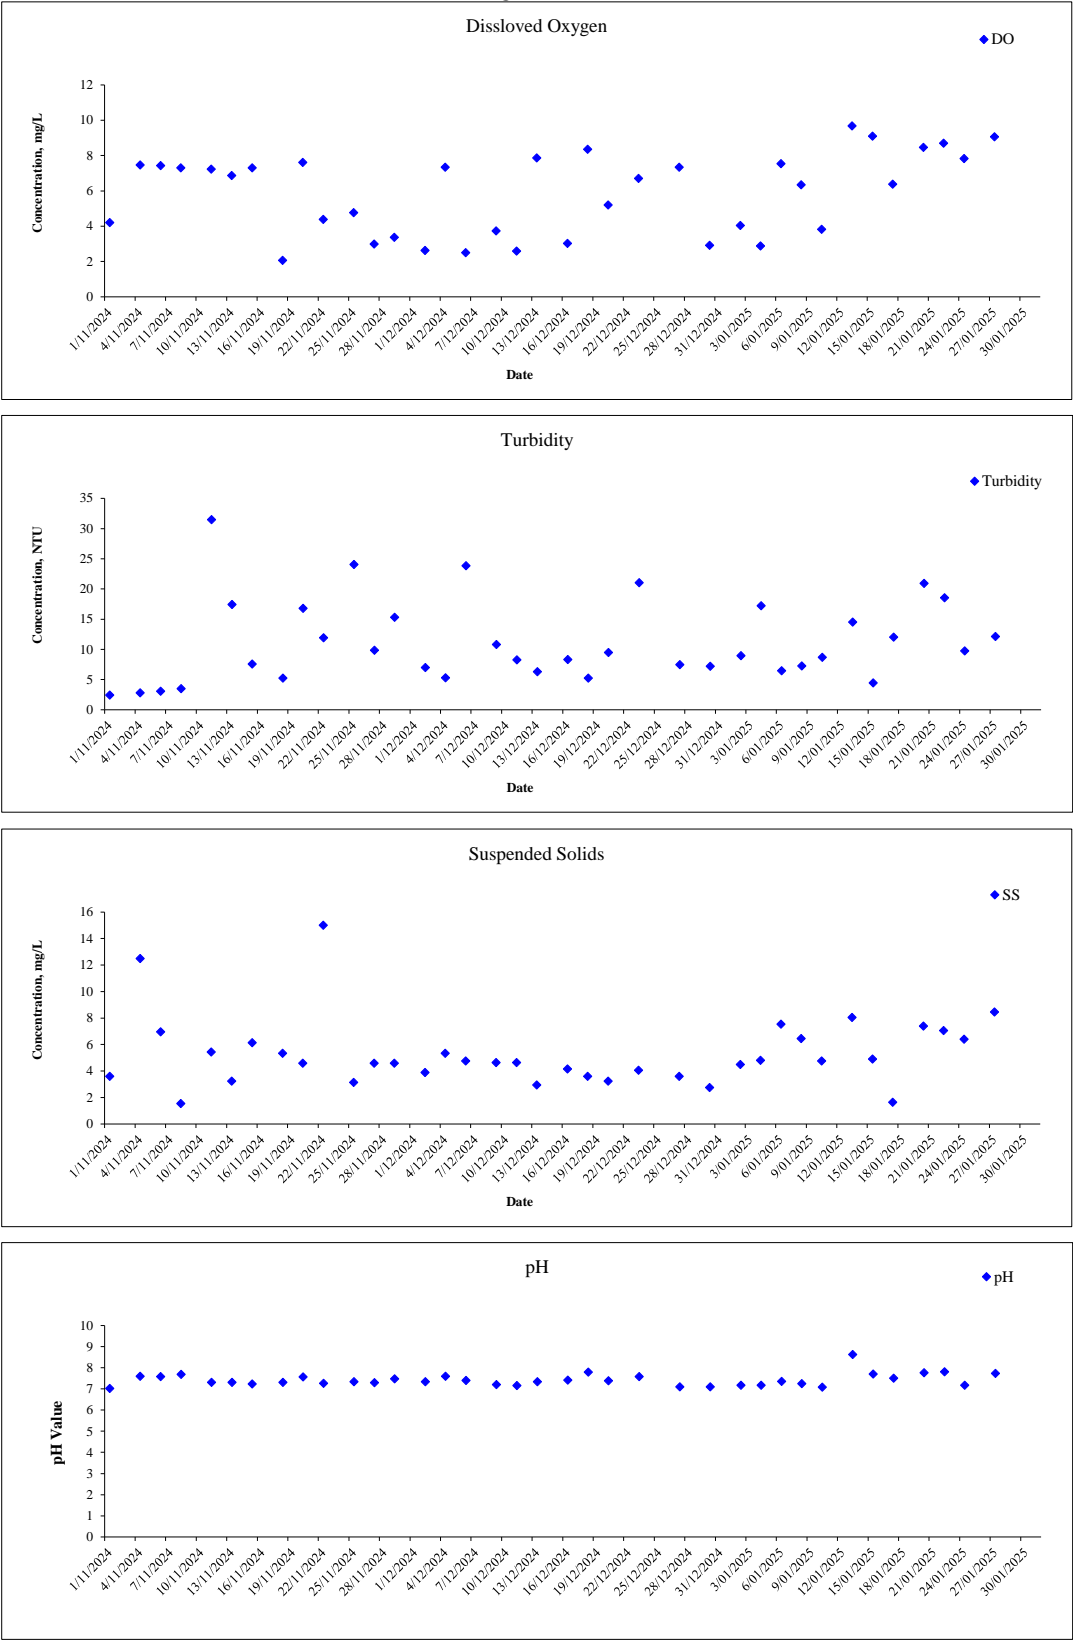 Dissloved Oxygen
DO
Concentration, mg/L
12
10
8
6
4
2
0
1/11/2024 4/11/2024 7/11/2024 10/11/2024 13/11/2024 16/11/2024 19/11/2024 22/11/2024 25/11/2024 28/11/2024 1/12/2024 4/12/2024 7/12/2024 10/12/2024 13/12/2024 16/12/2024 19/12/2024 22/12/2024 25/12/2024 28/12/2024 31/12/2024 3/01/2025 6/01/2025 9/01/2025 12/01/2025 15/01/2025 18/01/2025 21/01/2025 24/01/2025 27/01/2025 30/01/2025
Date
Turbidity
Turbidity
Concentration, NTU
35
30
25
20
15
10
5
0
1/11/2024 4/11/2024 7/11/2024 10/11/2024 13/11/2024 16/11/2024 19/11/2024 22/11/2024 25/11/2024 28/11/2024 1/12/2024 4/12/2024 7/12/2024 10/12/2024 13/12/2024 16/12/2024 19/12/2024 22/12/2024 25/12/2024 28/12/2024 31/12/2024 3/01/2025 6/01/2025 9/01/2025 12/01/2025 15/01/2025 18/01/2025 21/01/2025 24/01/2025 27/01/2025 30/01/2025
Date
Suspended Solids
SS
Concentration, mg/L
16
14
12
10
8
6
4
2
0
1/11/2024 4/11/2024 7/11/2024 10/11/2024 13/11/2024 16/11/2024 19/11/2024 22/11/2024 25/11/2024 28/11/2024 1/12/2024 4/12/2024 7/12/2024 10/12/2024 13/12/2024 16/12/2024 19/12/2024 22/12/2024 25/12/2024 28/12/2024 31/12/2024 3/01/2025 6/01/2025 9/01/2025 12/01/2025 15/01/2025 18/01/2025 21/01/2025 24/01/2025 27/01/2025 30/01/2025
Date
pH
pH
pH Value
10
9
8
7
6
5
4
3
2
1
0
1/11/2024 4/11/2024 7/11/2024 10/11/2024 13/11/2024 16/11/2024 19/11/2024 22/11/2024 25/11/2024 28/11/2024 1/12/2024 4/12/2024 7/12/2024 10/12/2024 13/12/2024 16/12/2024 19/12/2024 22/12/2024 25/12/2024 28/12/2024 31/12/2024 3/01/2025 6/01/2025 9/01/2025 12/01/2025 15/01/2025 18/01/2025 21/01/2025 24/01/2025 27/01/2025 30/01/2025